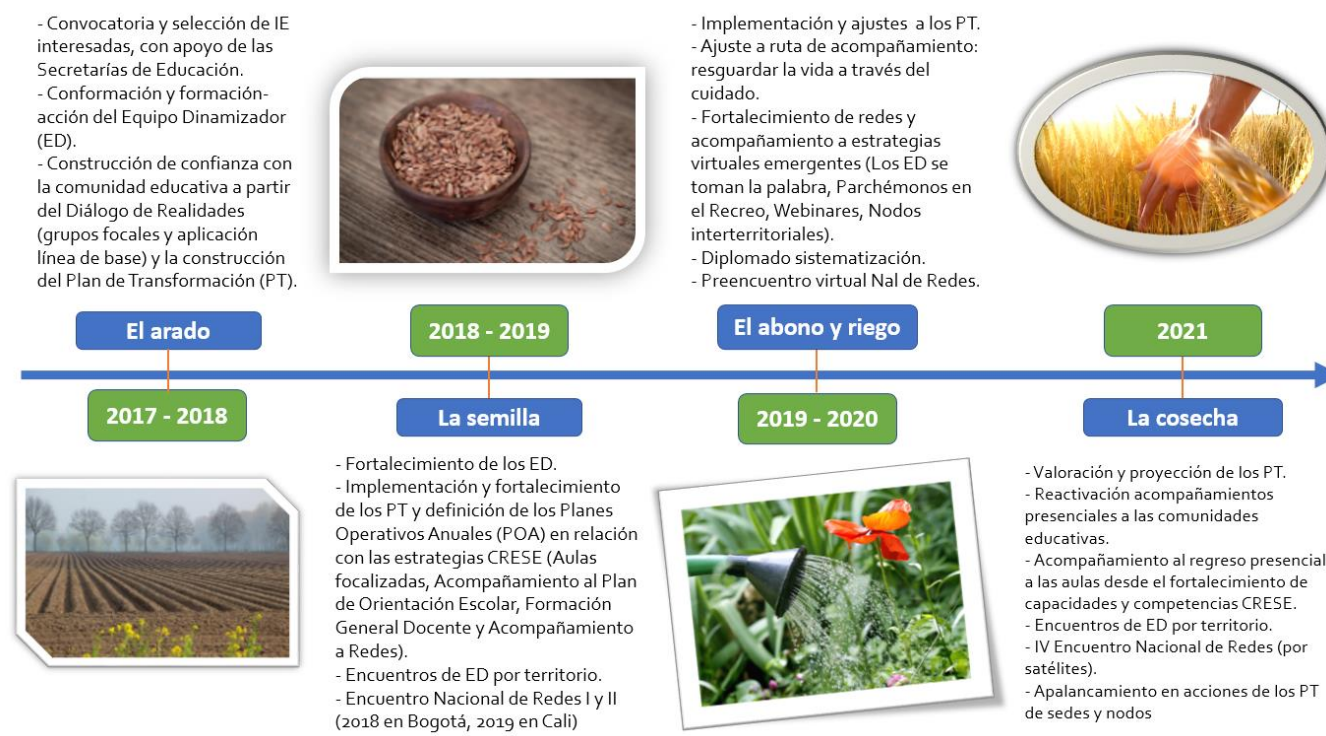 - Convocatoria y selección de IE
interesadas, con apoyo de las
Secretarías de Educación.
- Conformación y formación-
acción del Equipo Dinamizador
(ED).
- Construcción de confianza con
la comunidad educativa a partir
del Diálogo de Realidades
(grupos focales y aplicación
línea de base) y la construcción
del Plan de Transformación (PT).
El arado
2017 - 2018
2018 - 2019
La semilla
- Fortalecimiento de los ED.
- Implementación y fortalecimiento
de los PT y definición de los Planes
Operativos Anuales (POA) en relación
con las estrategias CRESE (Aulas
focalizadas, Acompañamiento al Plan
de Orientación Escolar, Formación
General Docente y Acompañamiento
a Redes).
- Encuentros de ED por territorio.
- Encuentro Nacional de Redes I y II
(2018 en Bogotá, 2019 en Cali)
- Implementación y ajustes a los PT.
- Ajuste a ruta de acompañamiento:
resguardar la vida a través del
cuidado.
- Fortalecimiento de redes y
acompañamiento a estrategias
virtuales emergentes (Los ED se
toman la palabra, Parchémonos en
el Recreo, Webinares, Nodos
interterritoriales).
- Diplomado sistematización.
- Preencuentro virtual Nal de Redes.
El abono y riego
2019 - 2020
2021
La cosecha
- Valoración y proyección de los PT.
- Reactivación acompañamientos
presenciales a las comunidades
educativas.
- Acompañamiento al regreso presencial
a las aulas desde el fortalecimiento de
capacidades y competencias CRESE.
- Encuentros de ED por territorio.
- IV Encuentro Nacional de Redes (por
satélites).
- Apalancamiento en acciones de los PT
de sedes y nodos